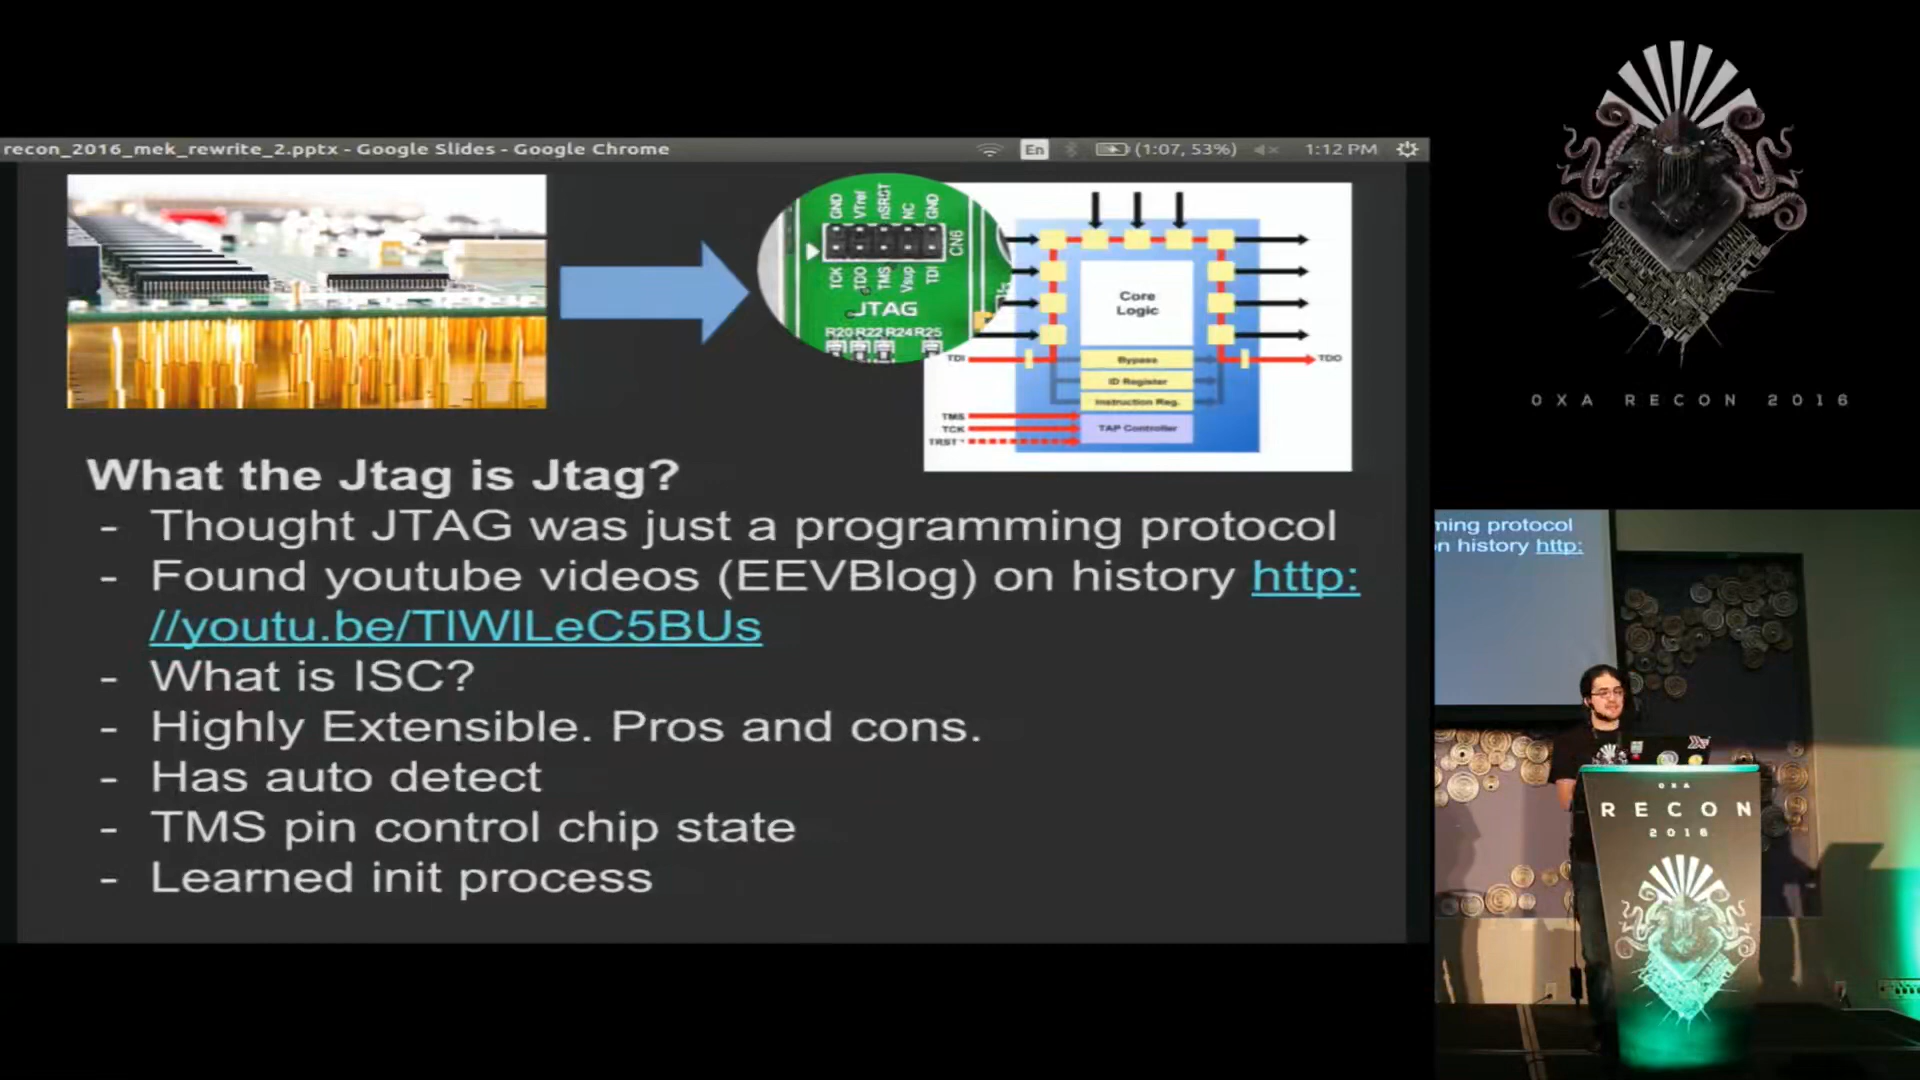 recon_2016_mek_rewrite_2.pptx - Google Slides - Google Chrome
En
(1:07, 53%)
1:12 PM
GND
VTref
nSRST
NC
GND
CN6
TCK
TDO
TMS
Vsup
TDI
JTAG
R20 R22 R24 R25
Core
Logic
TDI
Bypass
TDO
ID Register
Instruction Reg.
TMS
TCK
TAP Controller
TRST *
What the Jtag is Jtag?
- Thought JTAG was just a programming protocol
- Found youtube videos (EEVBlog) on history http:
//youtu.be/TlWlLeC5BUs
- What is ISC?
- Highly Extensible. Pros and cons.
- Has auto detect
- TMS pin control chip state
- Learned init process
0XA RECON 2016
ming protocol
n history http:
0XA
RECON
2016